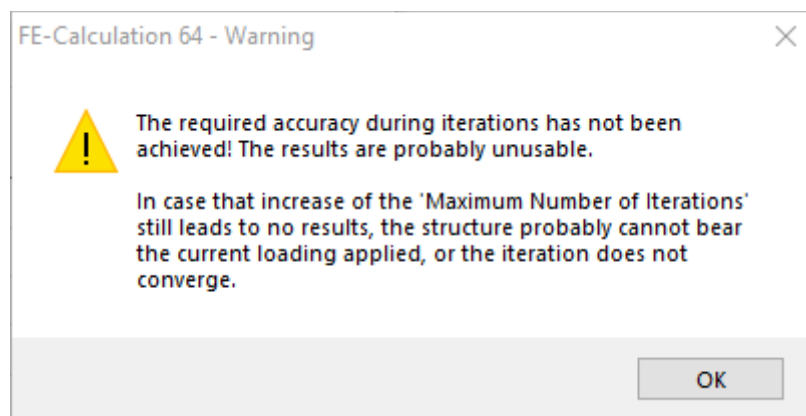 FE-Calculation 64 - Warning
The required accuracy during iterations has not been
achieved! The results are probably unusable.
In case that increase of the 'Maximum Number of Iterations'
still leads to no results, the structure probably cannot bear
the current loading applied, or the iteration does not
converge.
OK